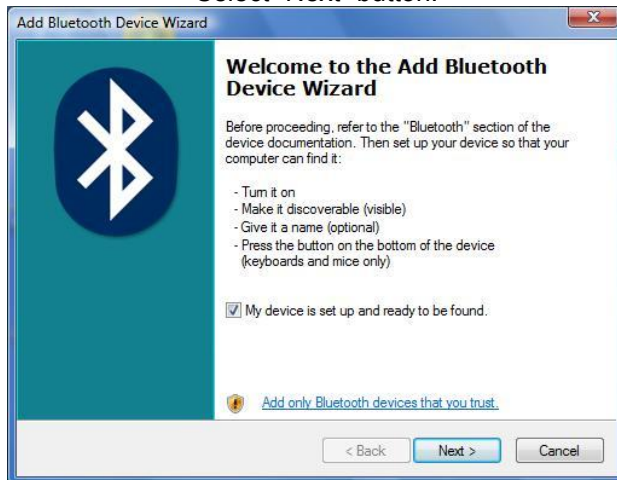 Select "Next" button.
Add Bluetooth Device Wizard
Welcome to the Add Bluetooth
Device Wizard
Before proceeding, refer to the "Bluetooth" section of the
device documentation. Then set up your device so that your
computer can find it:
- Turn it on
- Make it discoverable (visible)
- Give it a name (optional)
- Press the button on the bottom of the device
(keyboards and mice only)
My device is set up and ready to be found.
Add only Bluetooth devices that you trust.
< Back Next > Cancel